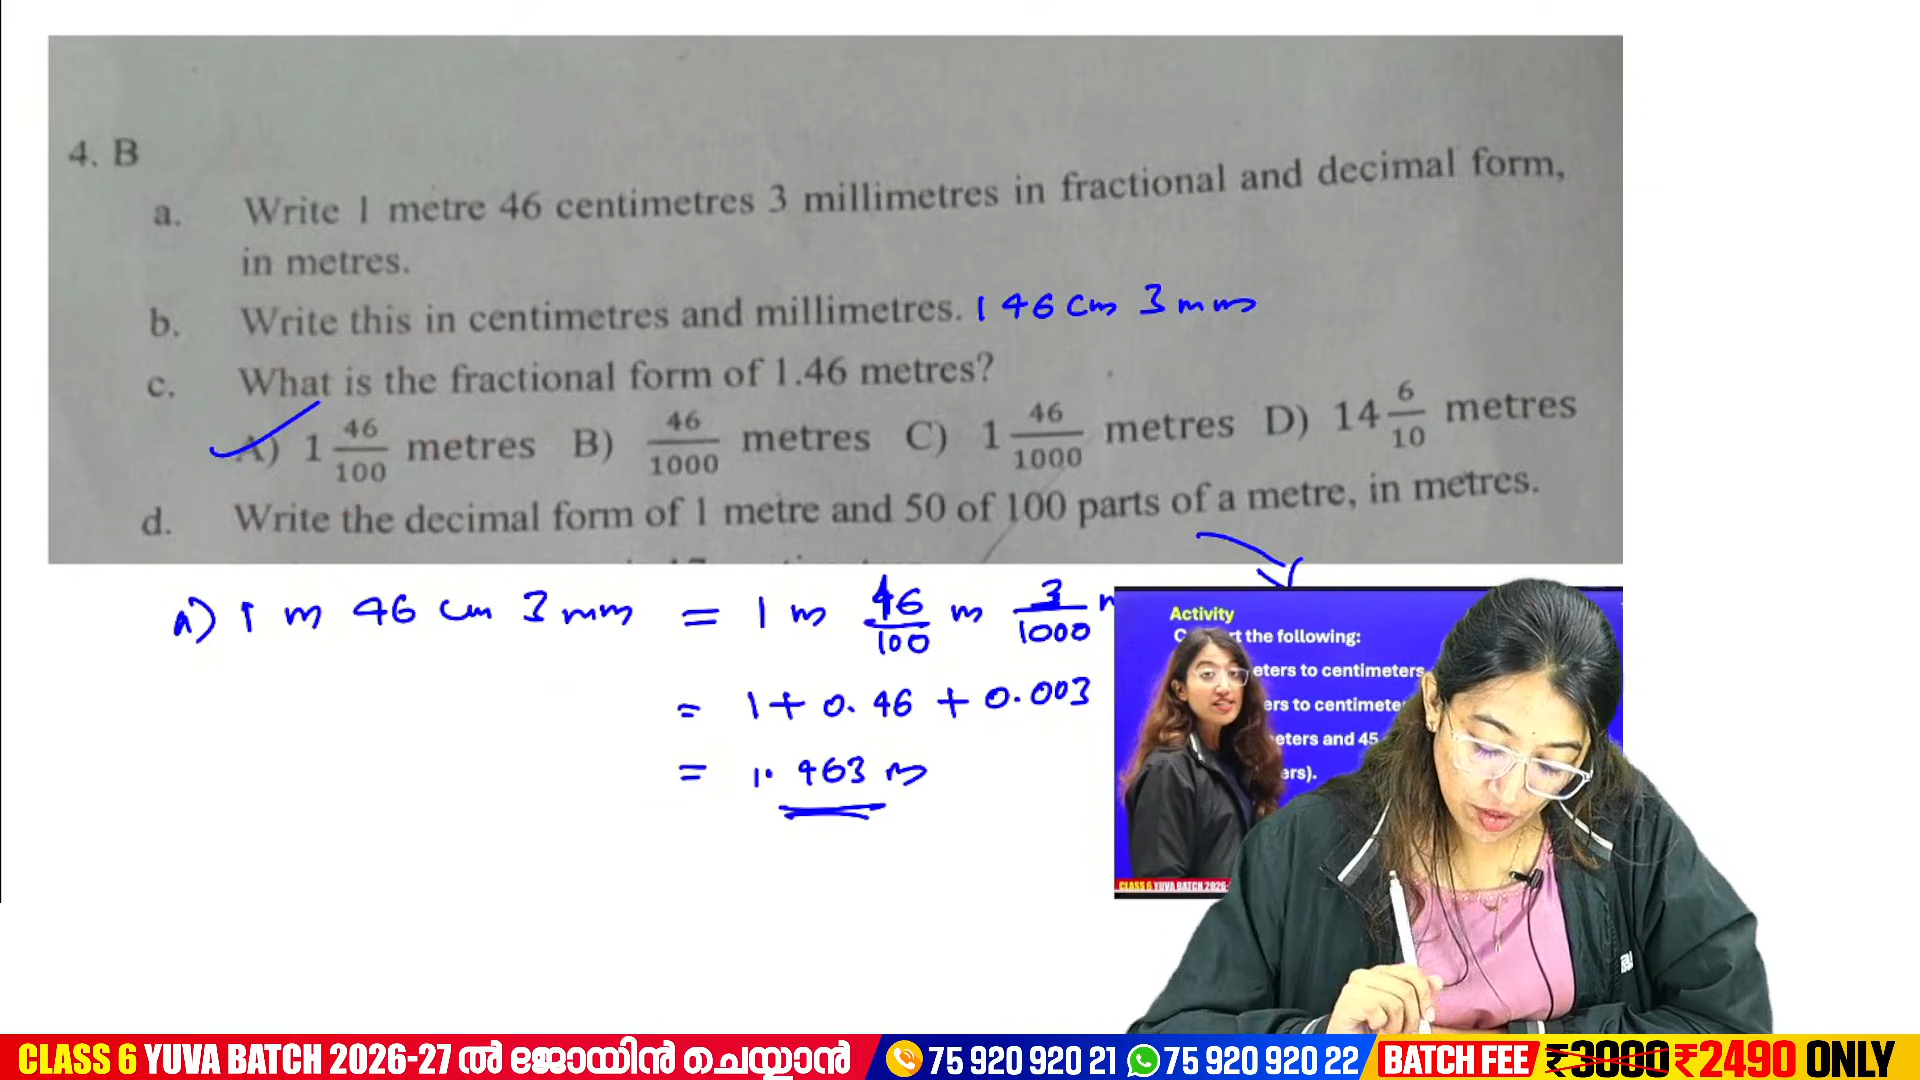 4. B
a. Write 1 metre 46 centimetres 3 millimetres in fractional and decimal form,
in metres.
b. Write this in centimetres and millimetres. 146 cm 3 mm
c. What is the fractional form of 1.46 metres?
A) 1 46/100 metres B) 46/1000 metres C) 1 46/1000 metres D) 14 6/10 metres
d. Write the decimal form of 1 metre and 50 of 100 parts of a metre, in metres.
a) 1 m 46 cm 3 mm = 1 m 46/100 m 3/1000
= 1 + 0.46 + 0.003
= 1.463 m
Activity
the following:
eters to centimeters
ers to centimete
eters and 45
ers).
CLASS 6 YUVA BATCH 2026-
CLASS 6 YUVA BATCH 2026-27 ൽ ജോയിൻ ചെയ്യാൻ 75 920 920 21 75 920 920 22 BATCH FEE ₹3000 ₹2490 ONLY